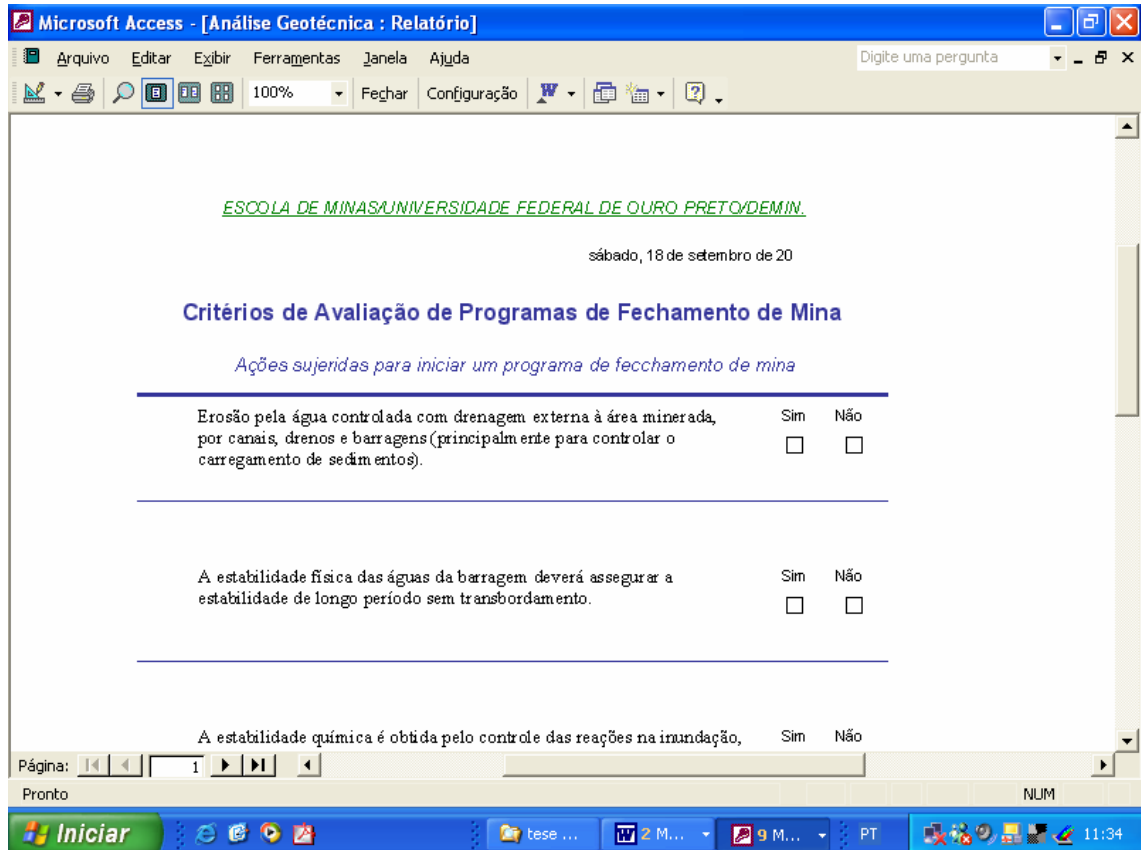 Microsoft Access - [Análise Geotécnica : Relatório]
Arquivo Editar Exibir Ferramentas Janela Ajuda Digite uma pergunta
100% Fechar Configuração
ESCOLA DE MINAS/UNIVERSIDADE FEDERAL DE OURO PRETO/DEMIN.
sábado, 18 de setembro de 20
Critérios de Avaliação de Programas de Fechamento de Mina
Ações sujeridas para iniciar um programa de fecchamento de mina
Erosão pela água controlada com drenagem externa à área minerada, Sim Não
por canais, drenos e barragens (principalmente para controlar o
carregamento de sedimentos).
A estabilidade física das águas da barragem deverá assegurar a Sim Não
estabilidade de longo período sem transbordamento.
A estabilidade química é obtida pelo controle das reações na inundação, Sim Não
Página: 1
Pronto NUM
Iniciar tese ... 2 M... 9 M... PT 11:34